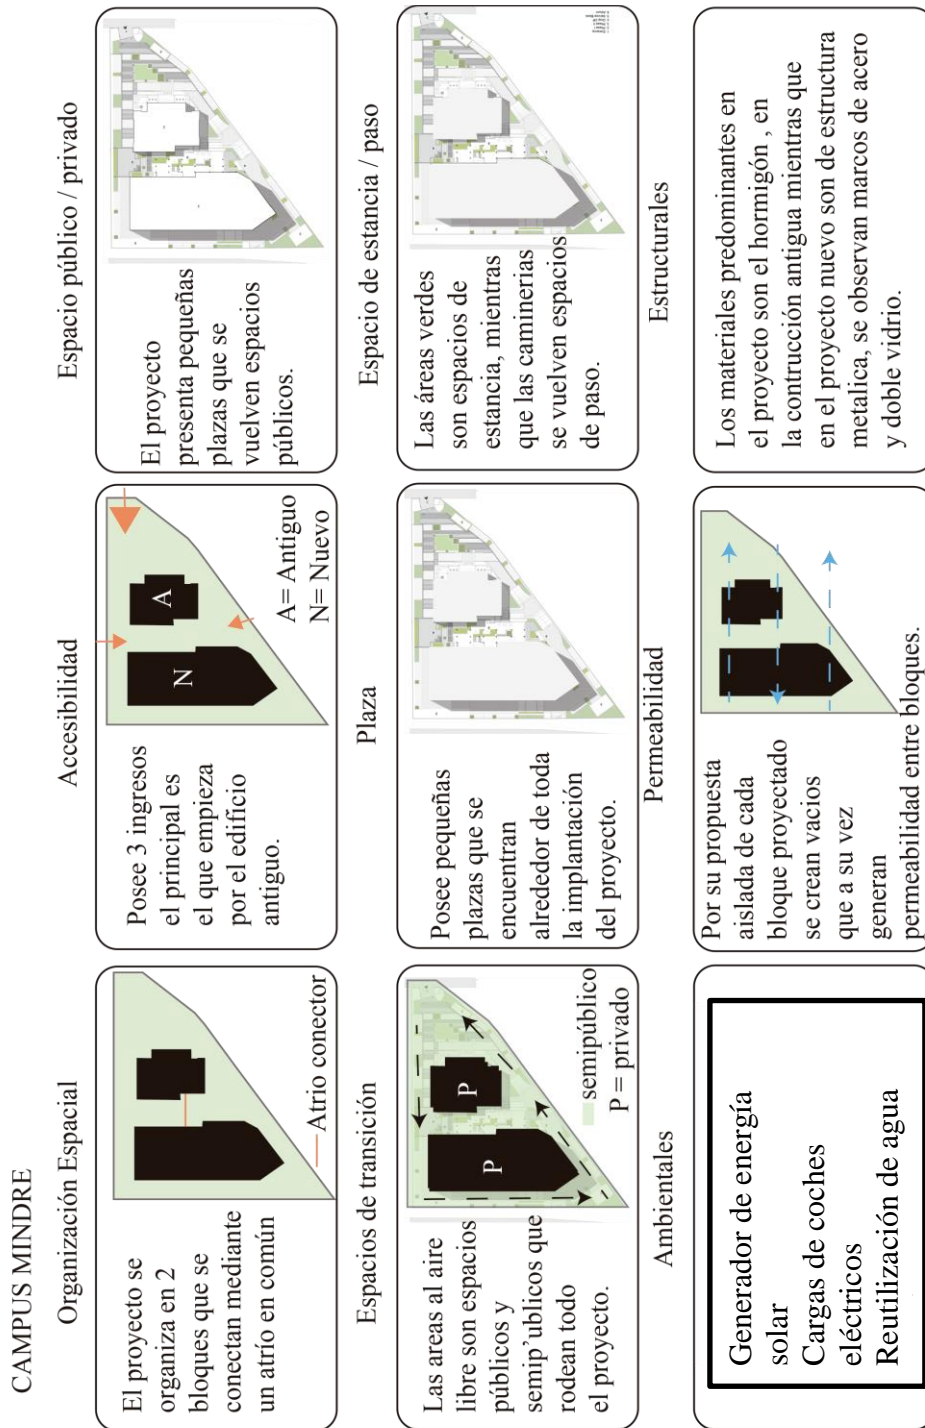 CAMPUS MINDRE
Organización Espacial
El proyecto se
organiza en 2
bloques que se
conectan mediante
un atrío en común
Atrio conector
Accesibilidad
Posee 3 ingresos
el principal es
el que empieza
por el edificio
antiguo.
N
A
A= Antiguo
N= Nuevo
Espacio público / privado
El proyecto
presenta pequeñas
plazas que se
vuelven espacios
públicos.
Espacios de transición
Las areas al aire
libre son espacios
públicos y
semip'ublicos que
rodean todo
el proyecto.
P
P
semipúblico
P = privado
Plaza
Posee pequeñas
plazas que se
encuentran
alrededor de toda
la implantación
del proyecto.
Espacio de estancia / paso
Las áreas verdes
son espacios de
estancia, mientras
que las caminerias
se vuelven espacios
de paso.
Ambientales
Generador de energía
solar
Cargas de coches
eléctricos
Reutilización de agua
Permeabilidad
Por su propuesta
aislada de cada
bloque proyectado
se crean vacios
que a su vez
generan
permeabilidad entre bloques.
Estructurales
Los materiales predominantes en
el proyecto son el hormigón , en
la contrucción antigua mientras que
en el proyecto nuevo son de estructura
metalica, se observan marcos de acero
y doble vidrio.